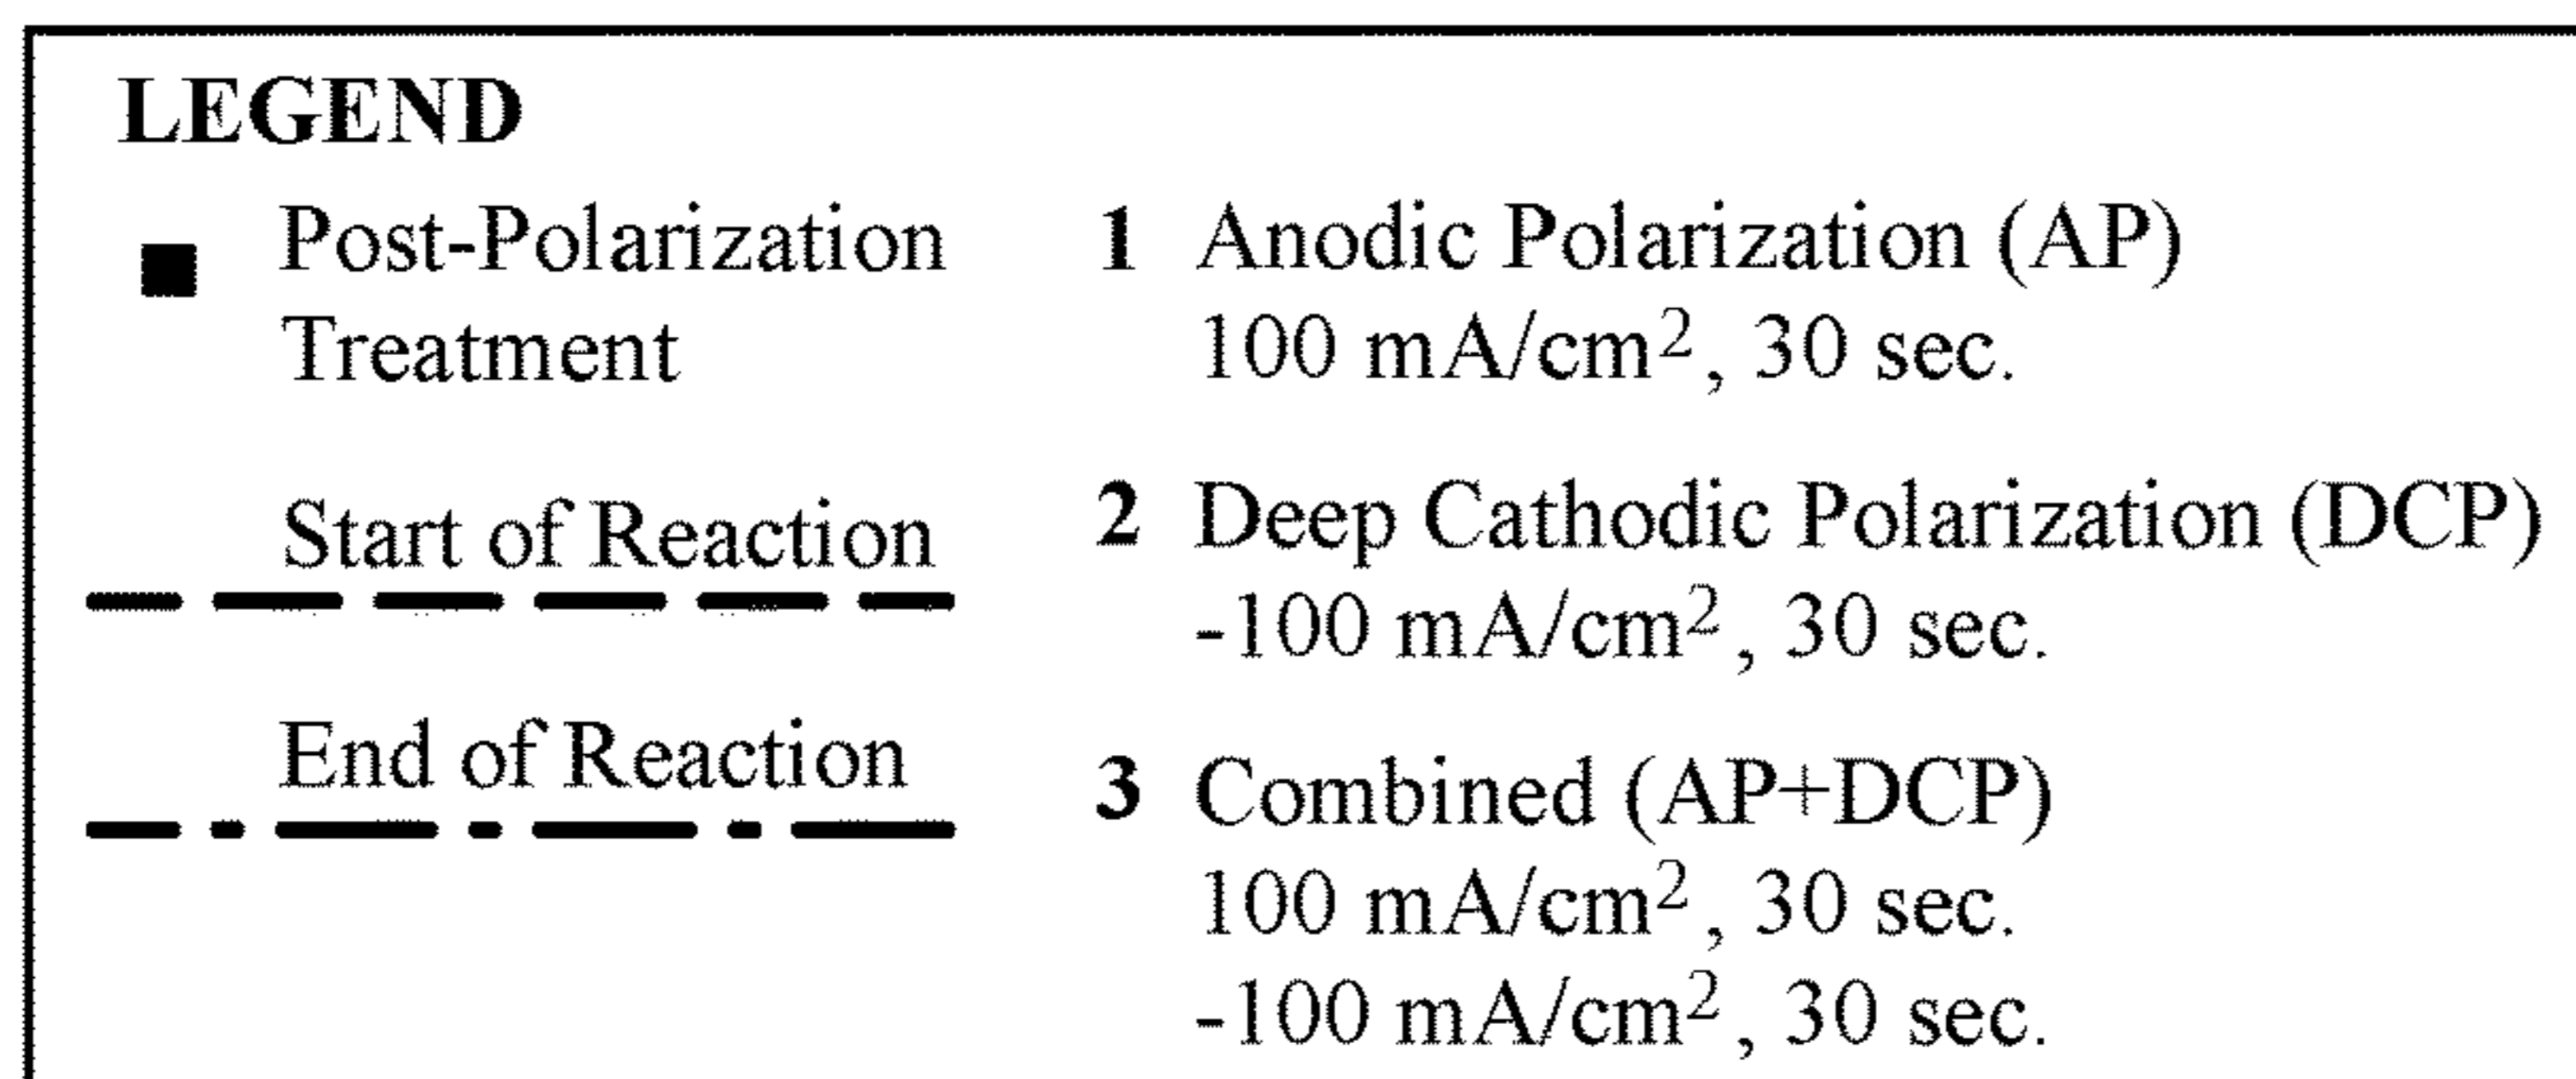 LEGEND
Post-Polarization
Treatment
Start of Reaction
End of Reaction
1 Anodic Polarization (AP)
100 mA/cm², 30 sec.
2 Deep Cathodic Polarization (DCP)
-100 mA/cm², 30 sec.
3 Combined (AP+DCP)
100 mA/cm², 30 sec.
-100 mA/cm², 30 sec.